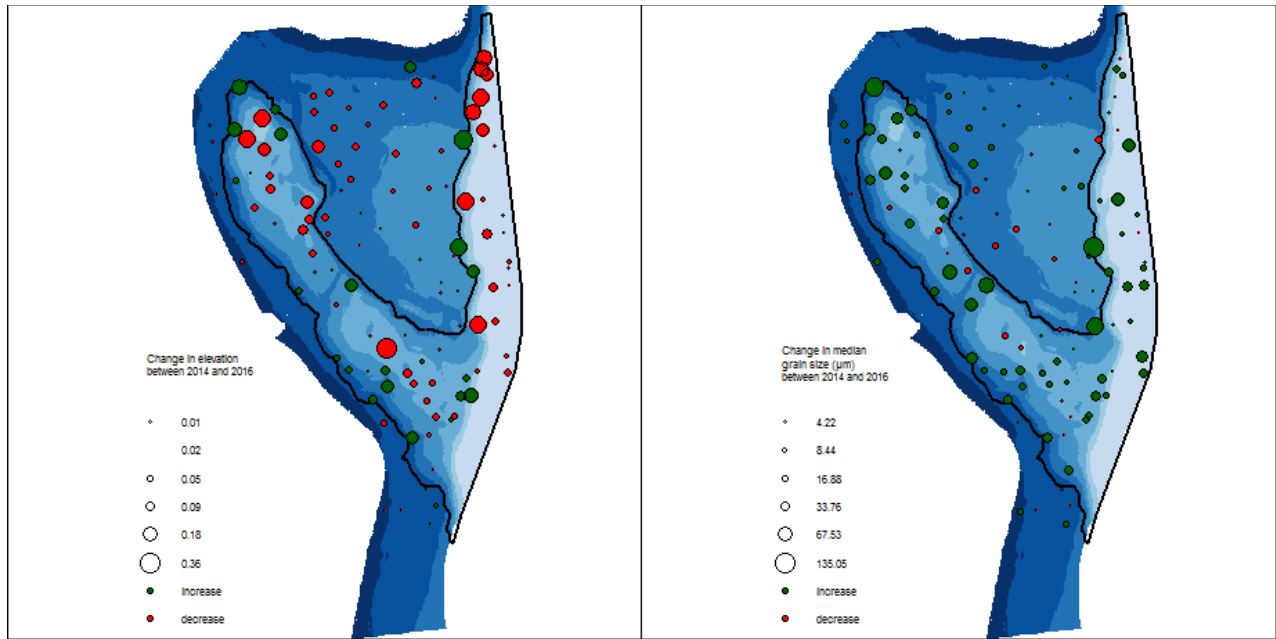 Change in elevation
between 2014 and 2016
0.01
0.02
0.05
0.09
0.18
0.36
increase
decrease
Change in median
grain size (µm)
between 2014 and 2016
4.22
8.44
16.88
33.76
67.53
135.05
increase
decrease